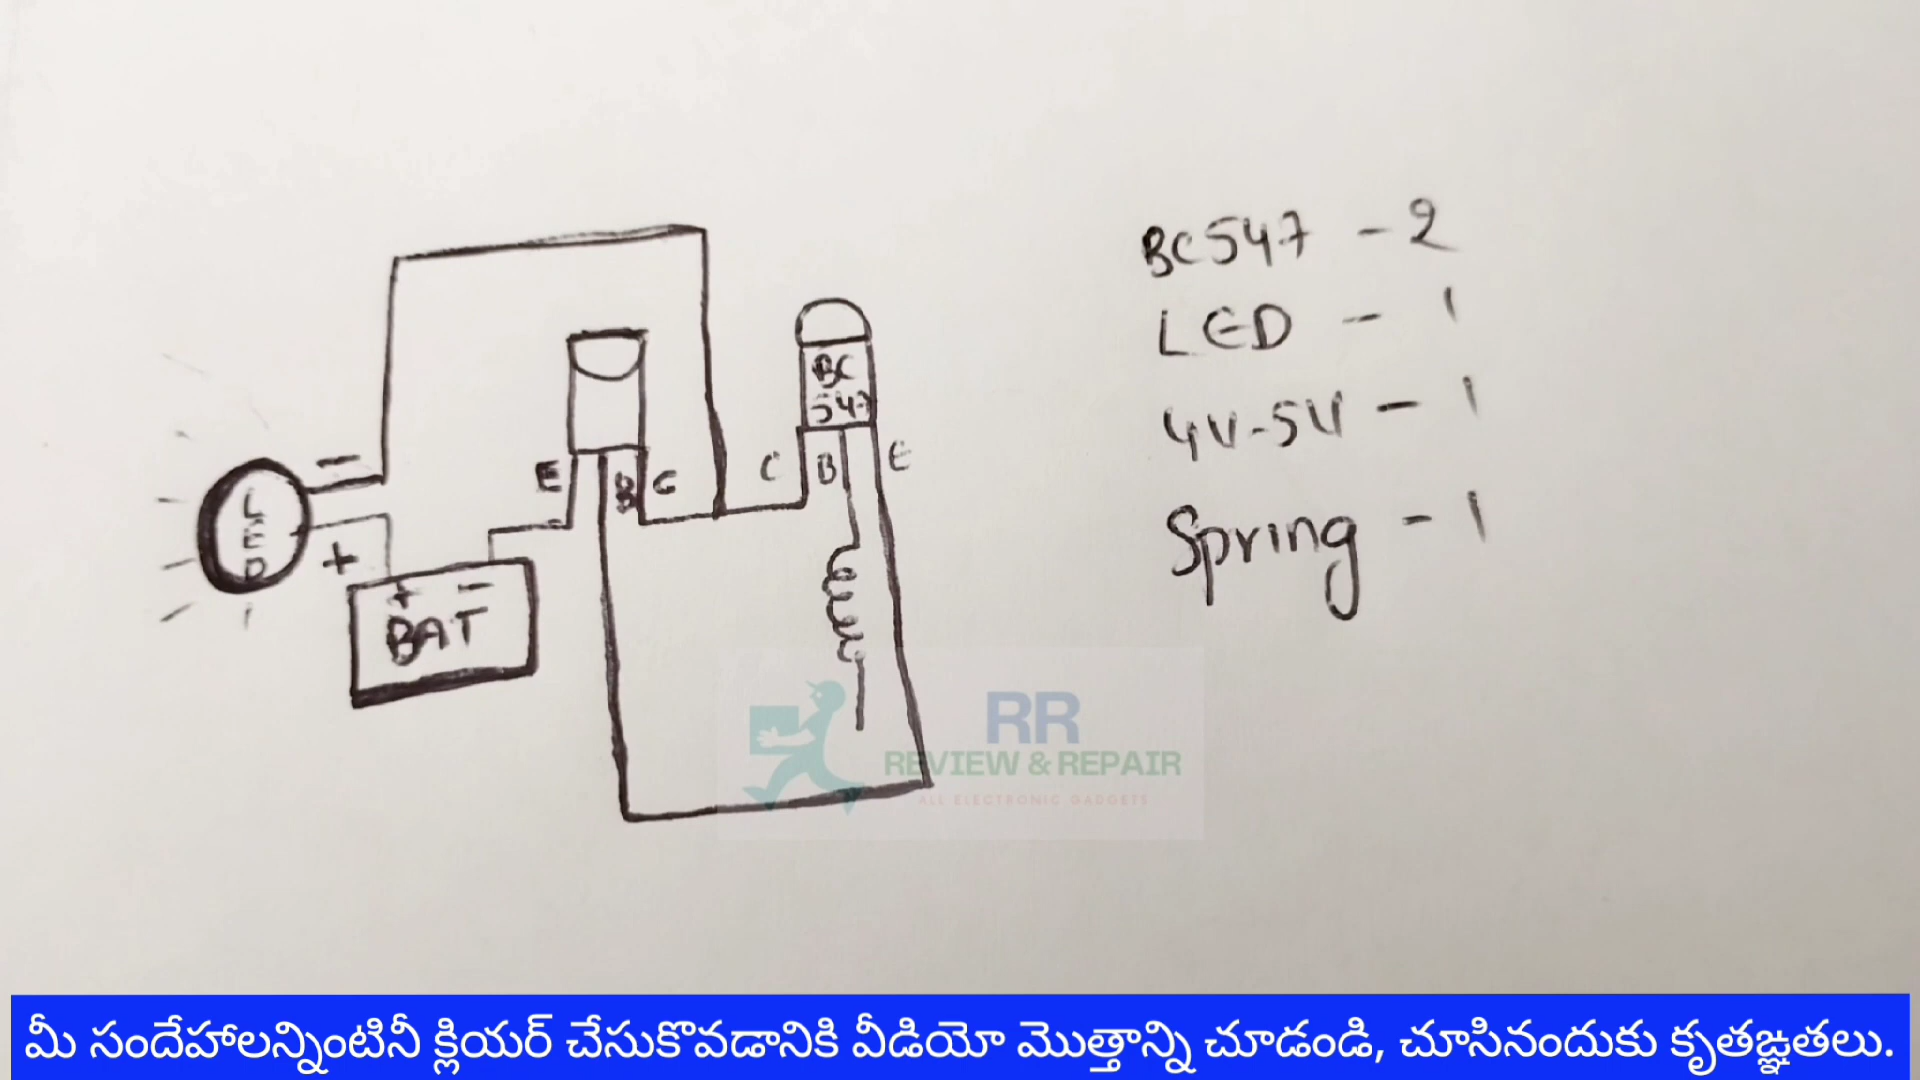 BC547 - 2
LED - 1
4V-5V - 1
Spring - 1
BC
547
E
B
C
C
B
E
-
LED
+
+ -
BAT
RR
REVIEW & REPAIR
ALL ELECTRONIC GADGETS
మీ సందేహాలన్నింటినీ క్లియర్ చేసుకొవడానికి వీడియో మొత్తాన్ని చూడండి, చూసినందుకు కృతజ్ఞతలు.